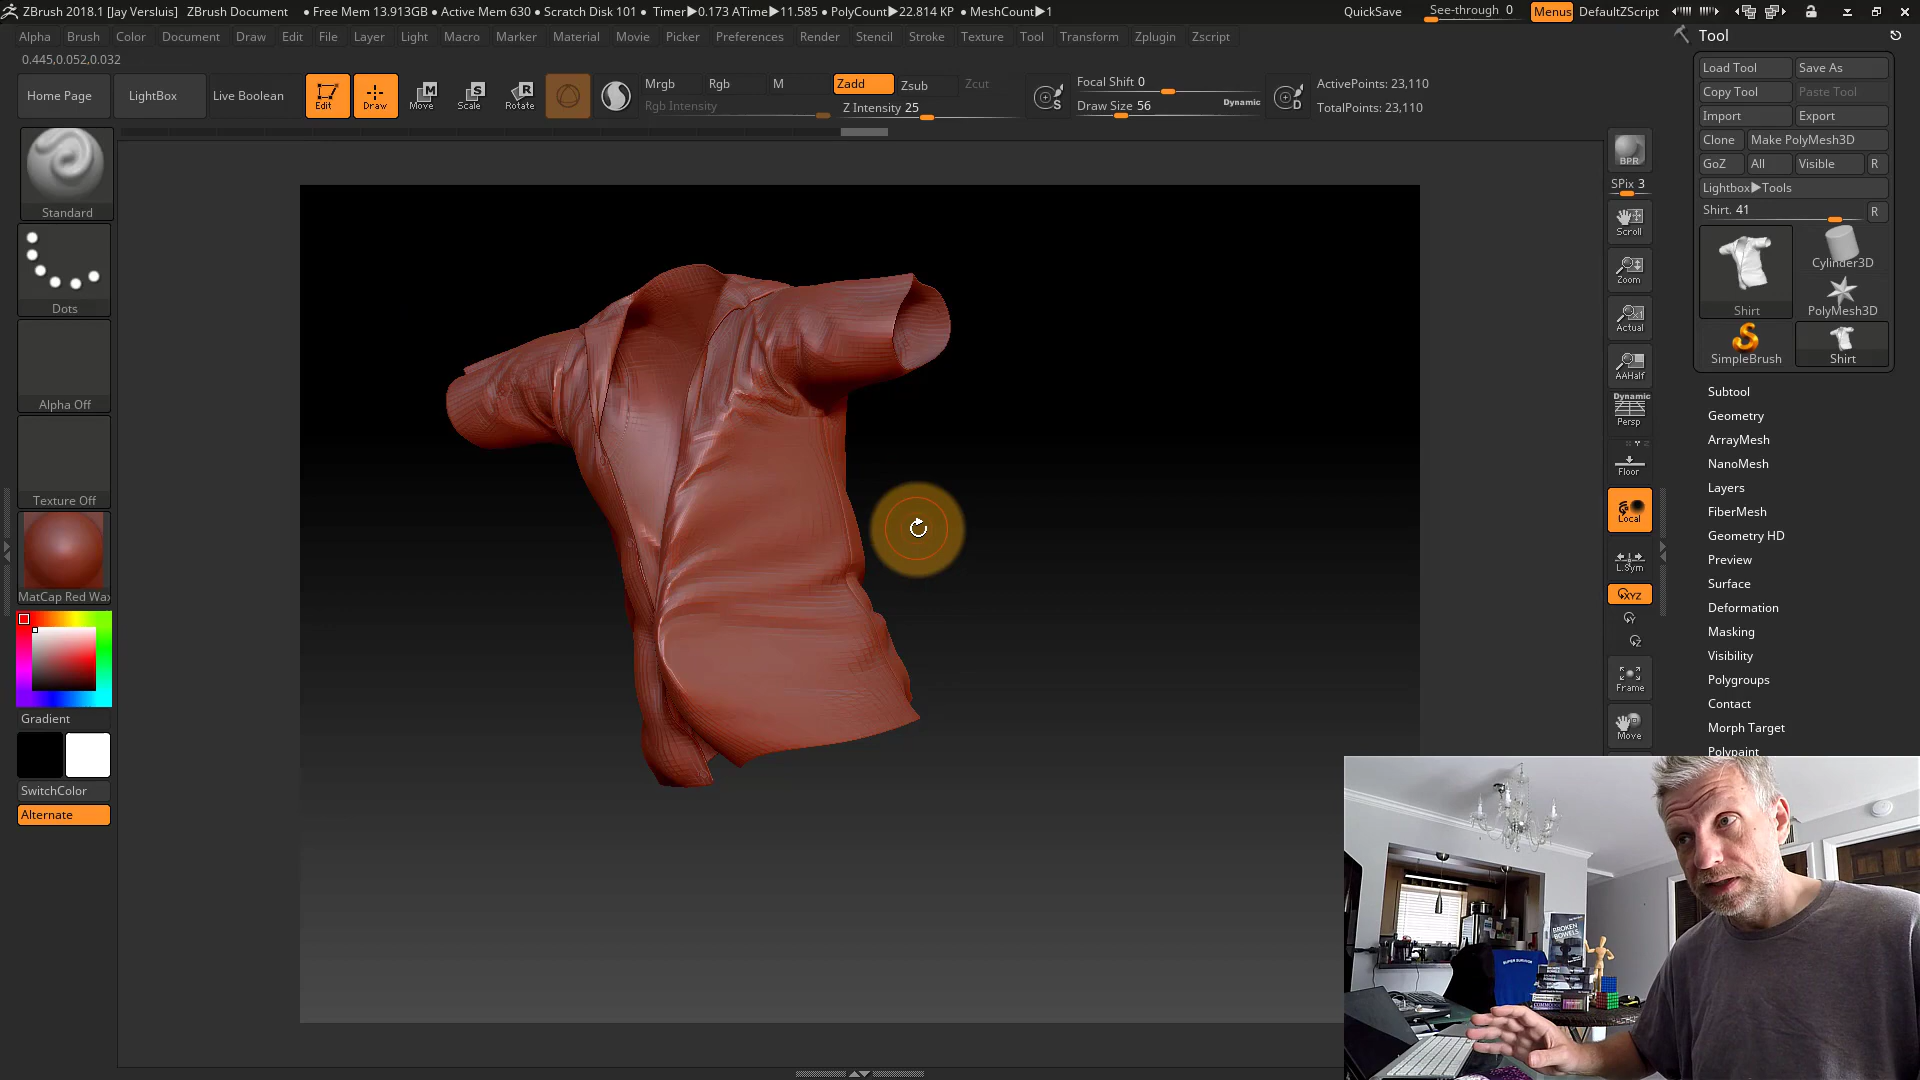 ZBrush 2018.1 [Jay Versluis] ZBrush Document • Free Mem 13.913GB • Active Mem 630 • Scratch Disk 101 • Timer▶0.173 ATime▶11.585 • PolyCount▶22.814 KP • MeshCount▶1 QuickSave See-through 0 Menus DefaultZScript
Alpha Brush Color Document Draw Edit File Layer Light Macro Marker Material Movie Picker Preferences Render Stencil Stroke Texture Tool Transform Zplugin Zscript
0.445,0.052,0.032
Home Page LightBox Live Boolean Edit Draw Move Scale Rotate
Mrgb Rgb M Zadd Zsub Zcut
Rgb Intensity Z Intensity 25
Focal Shift 0
Draw Size 56 Dynamic
ActivePoints: 23,110
TotalPoints: 23,110
Standard
Dots
Alpha Off
Texture Off
MatCap Red Wax
Gradient
SwitchColor
Alternate
BPR
SPix 3
Scroll
Zoom
Actual
AAHalf
Dynamic
Persp
Floor
Local
L.Sym
XYZ
Y
Z
Frame
Move
Tool
Load Tool Save As
Copy Tool Paste Tool
Import Export
Clone Make PolyMesh3D
GoZ All Visible R
Lightbox▶Tools
Shirt. 41 R
Shirt Cylinder3D
PolyMesh3D
SimpleBrush Shirt
Subtool
Geometry
ArrayMesh
NanoMesh
Layers
FiberMesh
Geometry HD
Preview
Surface
Deformation
Masking
Visibility
Polygroups
Contact
Morph Target
Polypaint
BROKEN
BOWELS
SUPER SURVIVOR